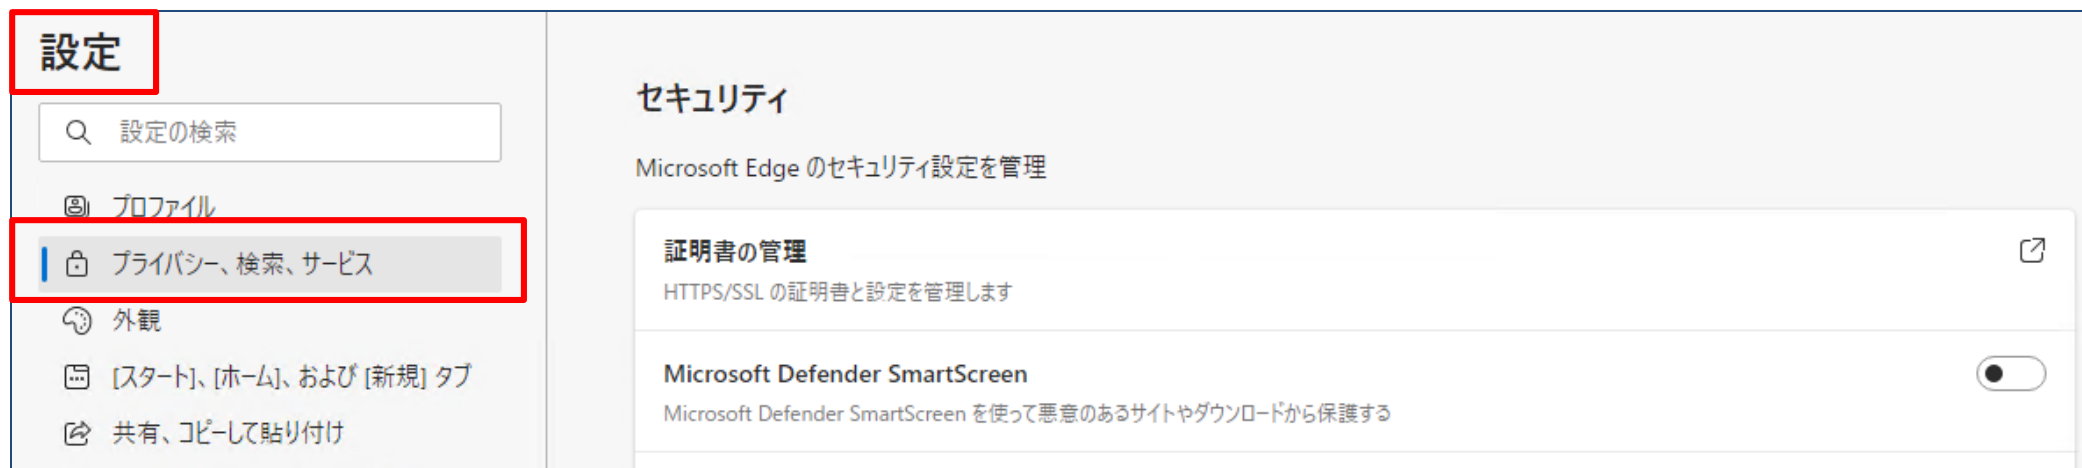 設定
設定の検索
プロファイル
プライバシー、検索、サービス
外観
[スタート]、[ホーム]、および [新規] タブ
共有、コピーして貼り付け
セキュリティ
Microsoft Edge のセキュリティ設定を管理
証明書の管理
HTTPS/SSL の証明書と設定を管理します
Microsoft Defender SmartScreen
Microsoft Defender SmartScreen を使って悪意のあるサイトやダウンロードから保護する